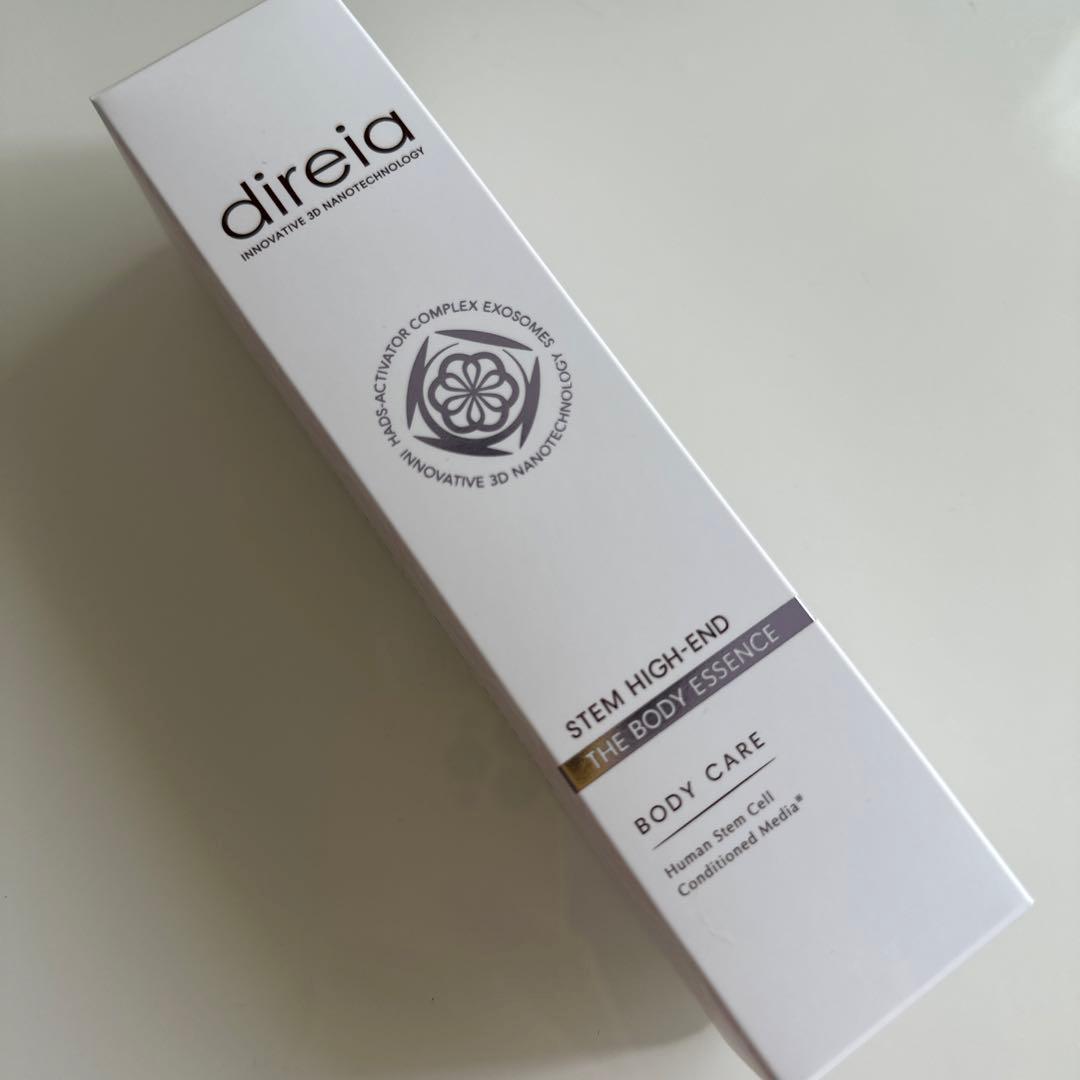 direia
INNOVATIVE 3D NANOTECHNOLOGY
HADS-ACTIVATOR COMPLEX EXOSOMES
INNOVATIVE 3D NANOTECHNOLOGY
STEM HIGH-END
THE BODY ESSENCE
BODY CARE
Human Stem Cell
Conditioned Media※